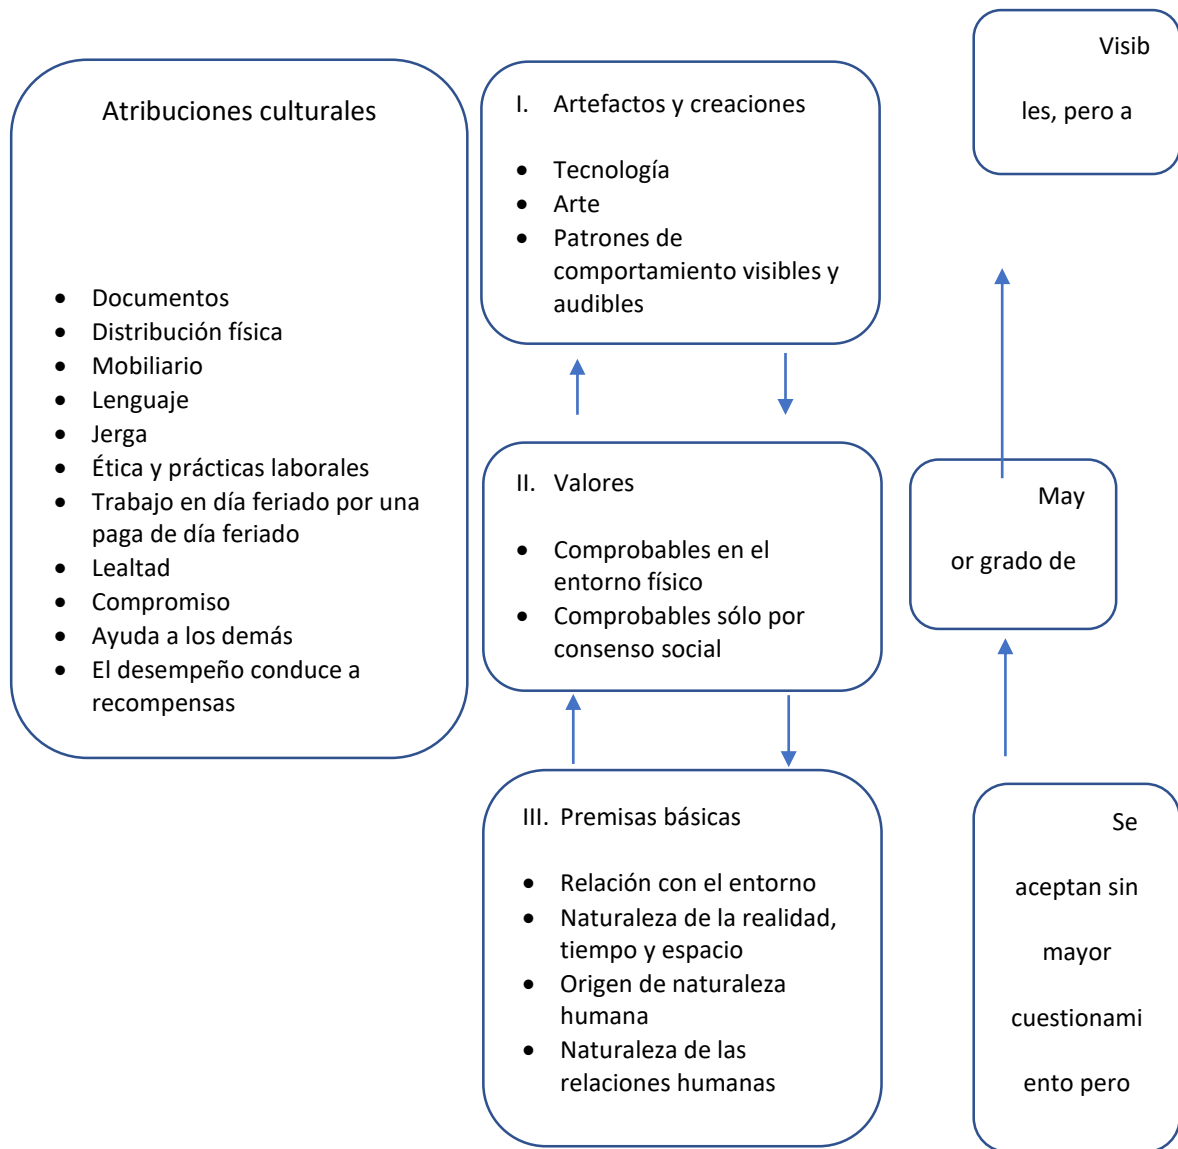 Atribuciones culturales
• Documentos
• Distribución física
• Mobiliario
• Lenguaje
• Jerga
• Ética y prácticas laborales
• Trabajo en día feriado por una
paga de día feriado
• Lealtad
• Compromiso
• Ayuda a los demás
• El desempeño conduce a
recompensas
I. Artefactos y creaciones
• Tecnología
• Arte
• Patrones de
comportamiento visibles y
audibles
II. Valores
• Comprobables en el
entorno físico
• Comprobables sólo por
consenso social
III. Premisas básicas
• Relación con el entorno
• Naturaleza de la realidad,
tiempo y espacio
• Origen de naturaleza
humana
• Naturaleza de las
relaciones humanas
Visib
les, pero a
May
or grado de
Se
aceptan sin
mayor
cuestionami
ento pero